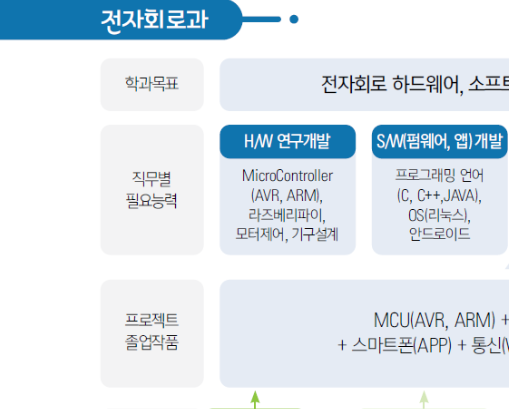 전자회로과
학과목표
전자회로 하드웨어, 소프트
직무별
필요능력
H/W 연구개발
MicroController
(AVR, ARM),
라즈베리파이,
모터제어, 기구설계
S/W(펌웨어, 앱)개발
프로그래밍 언어
(C, C++,JAVA),
OS(리눅스),
안드로이드
프로젝트
졸업작품
MCU(AVR, ARM) +
+ 스마트폰(APP) + 통신(